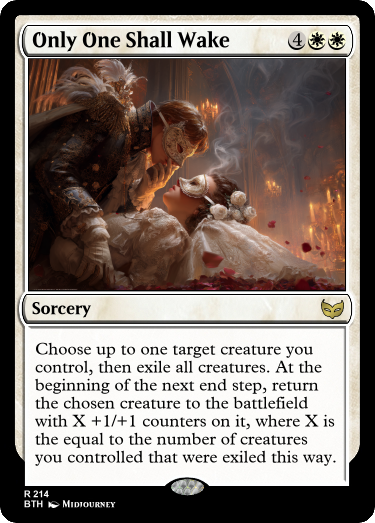 Only One Shall Wake 4
Sorcery
Choose up to one target creature you
control, then exile all creatures. At the
beginning of the next end step, return
the chosen creature to the battlefield
with X +1/+1 counters on it, where X is
the equal to the number of creatures
you controlled that were exiled this way.
R 214
BTH Midjourney